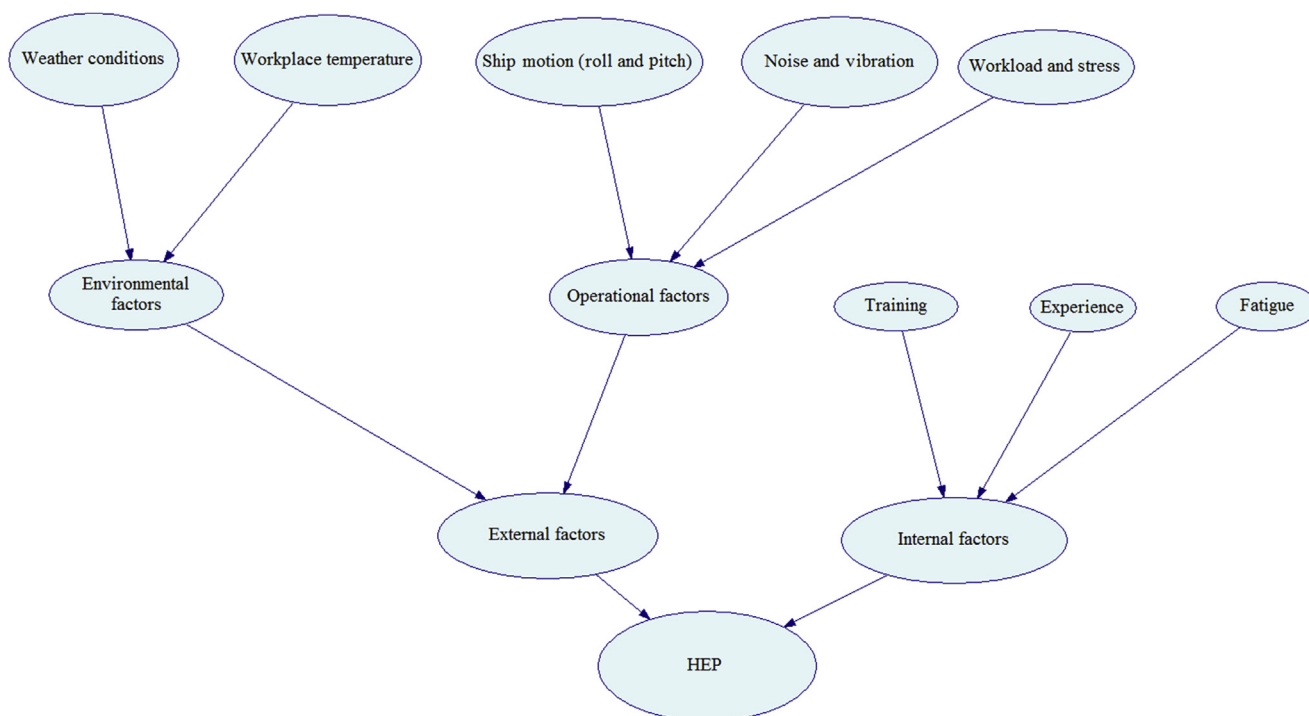 Weather conditions
Workplace temperature
Ship motion (roll and pitch)
Noise and vibration
Workload and stress
Environmental
factors
Operational factors
Training
Experience
Fatigue
External factors
Internal factors
HEP